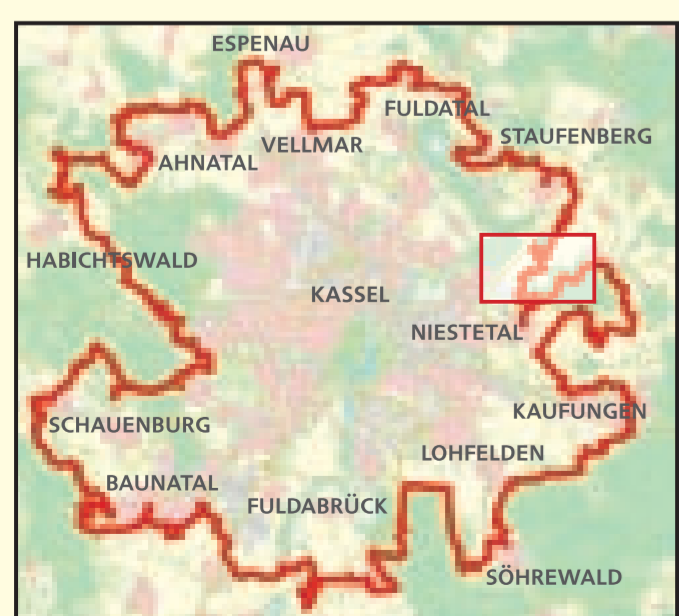 ESPENAU
FULDATAL
STAUFENBERG
VELLMAR
AHNATAL
HABICHTSWALD
KASSEL
NIESTETAL
KAUFUNGEN
SCHAUENBURG
LOHFELDEN
BAUNATAL
FULDABRÜCK
SÖHREWALD